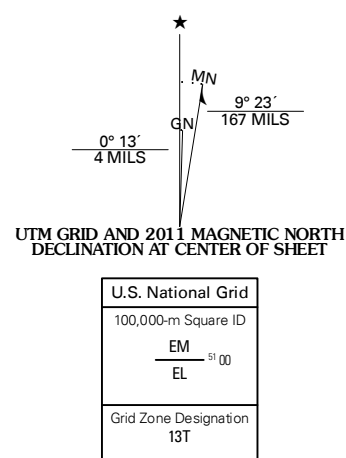 ★
MN
9° 23´
167 MILS
GN
0° 13´
4 MILS
UTM GRID AND 2011 MAGNETIC NORTH
DECLINATION AT CENTER OF SHEET
U.S. National Grid
100,000-m Square ID
EM
51 00
EL
Grid Zone Designation
13T